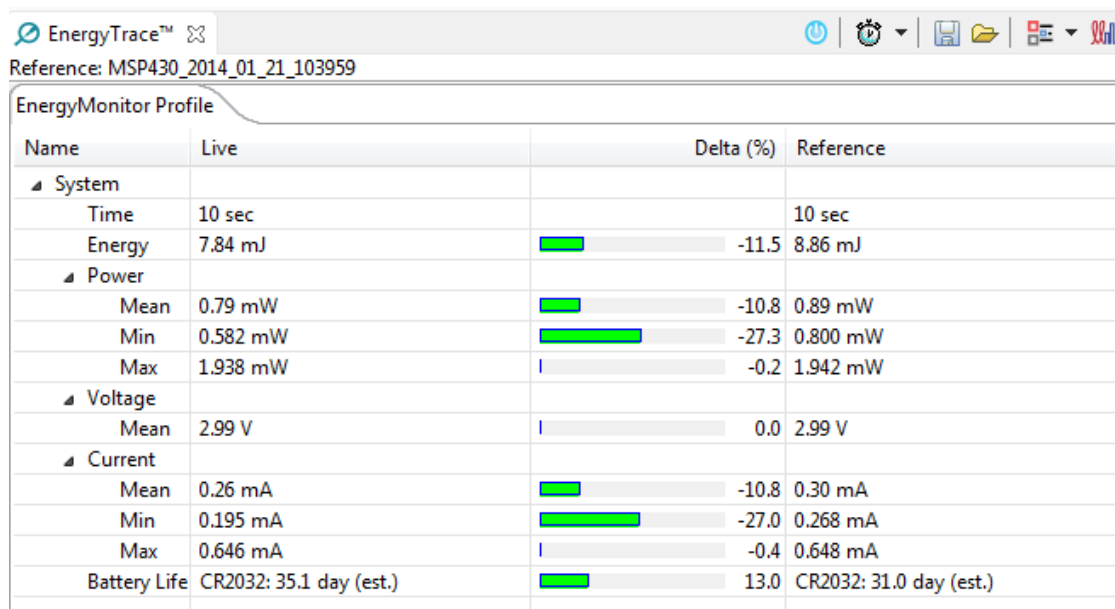 EnergyTrace™
Reference: MSP430_2014_01_21_103959
EnergyMonitor Profile
Name Live Delta (%) Reference
System
Time 10 sec 10 sec
Energy 7.84 mJ -11.5 8.86 mJ
Power
Mean 0.79 mW -10.8 0.89 mW
Min 0.582 mW -27.3 0.800 mW
Max 1.938 mW -0.2 1.942 mW
Voltage
Mean 2.99 V 0.0 2.99 V
Current
Mean 0.26 mA -10.8 0.30 mA
Min 0.195 mA -27.0 0.268 mA
Max 0.646 mA -0.4 0.648 mA
Battery Life CR2032: 35.1 day (est.) 13.0 CR2032: 31.0 day (est.)